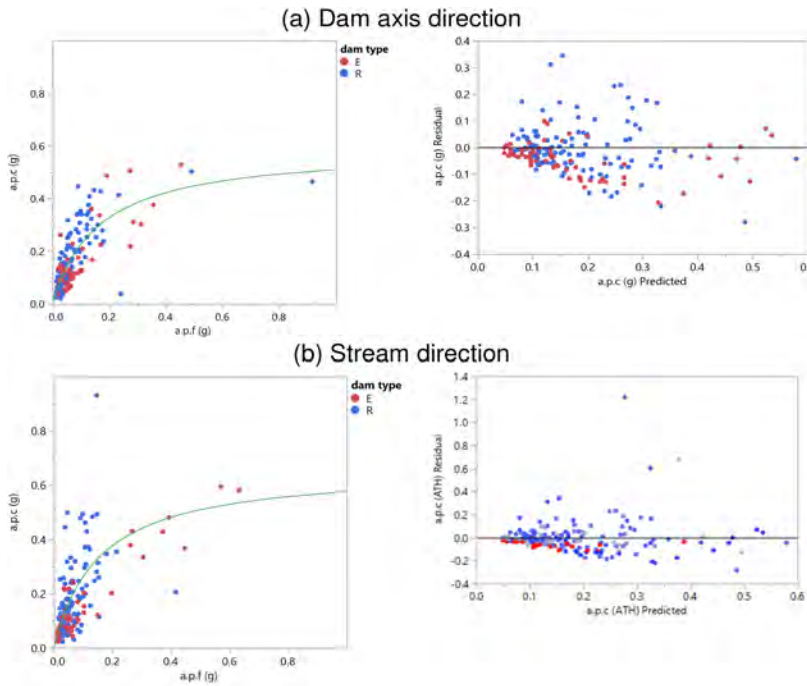 (a) Dam axis direction
dam type
E
R
a.p.c (g)
0.8
0.6
0.4
0.2
0.0
0.0 0.2 0.4 0.6 0.8
a.p.f (g)
a.p.c (g) Residual
0.4
0.3
0.2
0.1
0.0
-0.1
-0.2
-0.3
-0.4
0.0 0.1 0.2 0.3 0.4 0.5 0.6
a.p.c (g) Predicted
(b) Stream direction
dam type
E
R
a.p.c (g)
0.8
0.6
0.4
0.2
0.0
0.0 0.2 0.4 0.6 0.8
a.p.f (g)
a.p.c (ATH) Residual
1.4
1.2
1.0
0.8
0.6
0.4
0.2
0.0
-0.2
-0.4
-0.6
0.0 0.1 0.2 0.3 0.4 0.5 0.6
a.p.c (ATH) Predicted